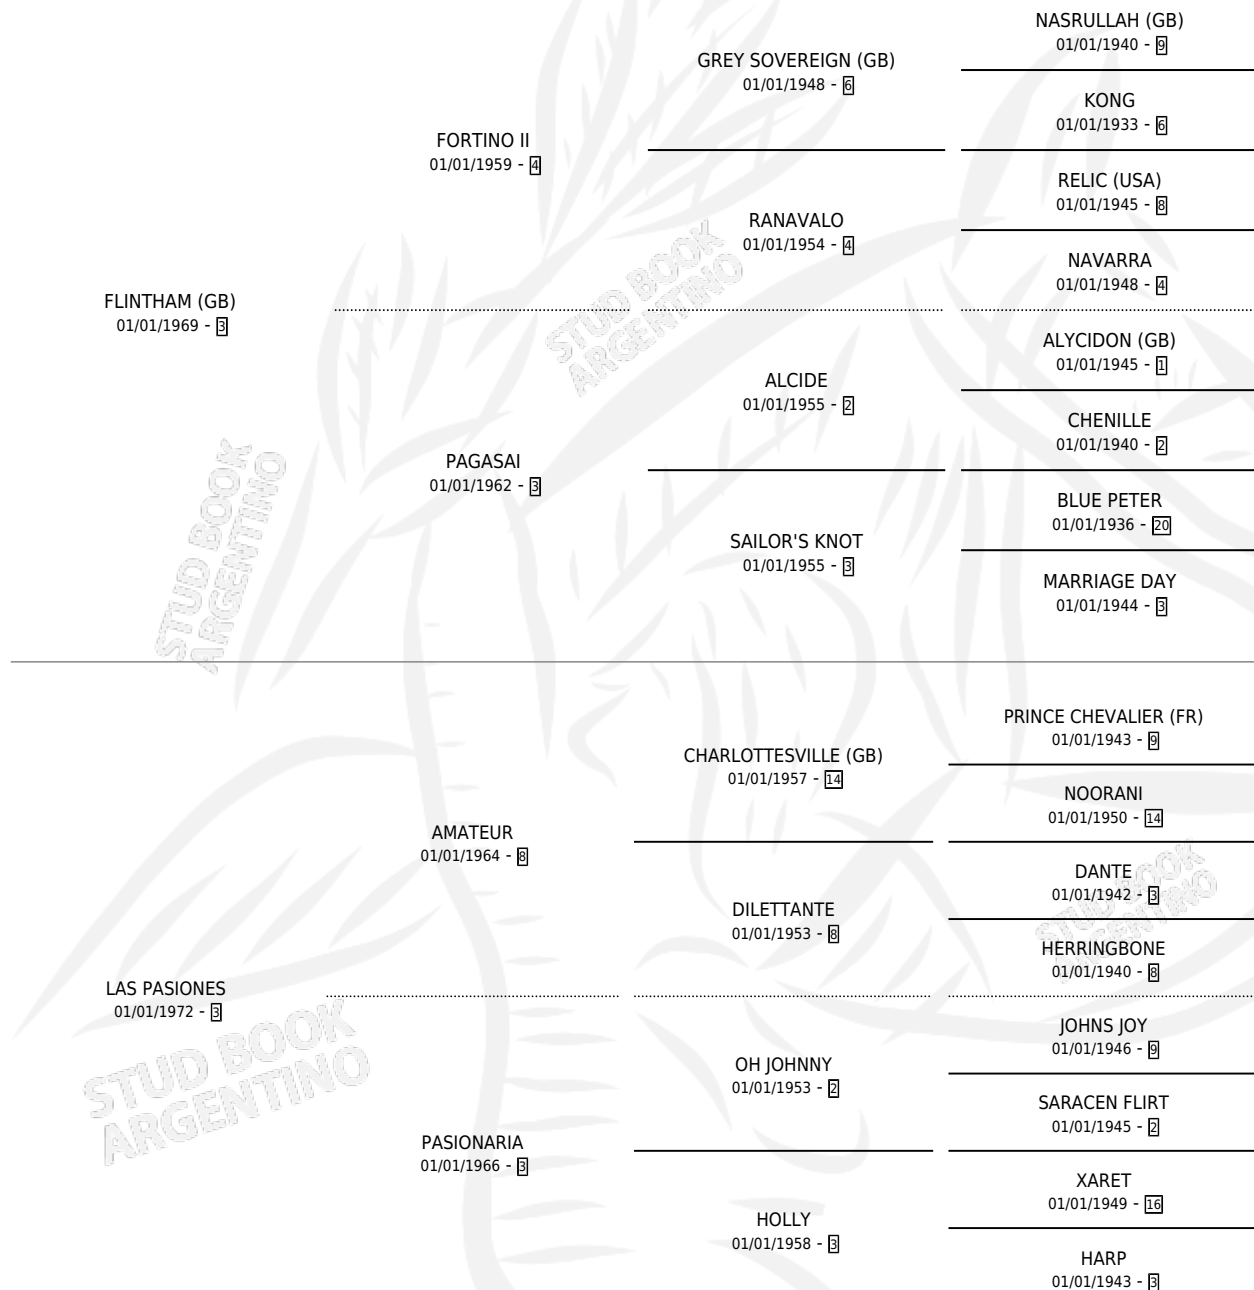 NASRULLAH (GB)
01/01/1940 - 9
GREY SOVEREIGN (GB)
01/01/1948 - 6
KONG
01/01/1933 - 6
FORTINO II
01/01/1959 - 4
RELIC (USA)
01/01/1945 - 8
RANAVALO
01/01/1954 - 4
NAVARRA
01/01/1948 - 4
FLINTHAM (GB)
01/01/1969 - 3
ALYCIDON (GB)
01/01/1945 - 1
ALCIDE
01/01/1955 - 2
CHENILLE
01/01/1940 - 2
PAGASAI
01/01/1962 - 3
BLUE PETER
01/01/1936 - 20
SAILOR'S KNOT
01/01/1955 - 3
MARRIAGE DAY
01/01/1944 - 3
PRINCE CHEVALIER (FR)
01/01/1943 - 9
CHARLOTTESVILLE (GB)
01/01/1957 - 14
NOORANI
01/01/1950 - 14
AMATEUR
01/01/1964 - 8
DANTE
01/01/1942 - 3
DILETTANTE
01/01/1953 - 8
HERRINGBONE
01/01/1940 - 8
LAS PASIONES
01/01/1972 - 3
JOHNS JOY
01/01/1946 - 9
OH JOHNNY
01/01/1953 - 2
SARACEN FLIRT
01/01/1945 - 2
PASIONARIA
01/01/1966 - 3
XARET
01/01/1949 - 16
HOLLY
01/01/1958 - 3
HARP
01/01/1943 - 3
STUD BOOK
ARGENTINO
STUD BOOK
ARGENTINO
STUD BOOK
ARGENTINO
STUD BOOK
ARGENTINO